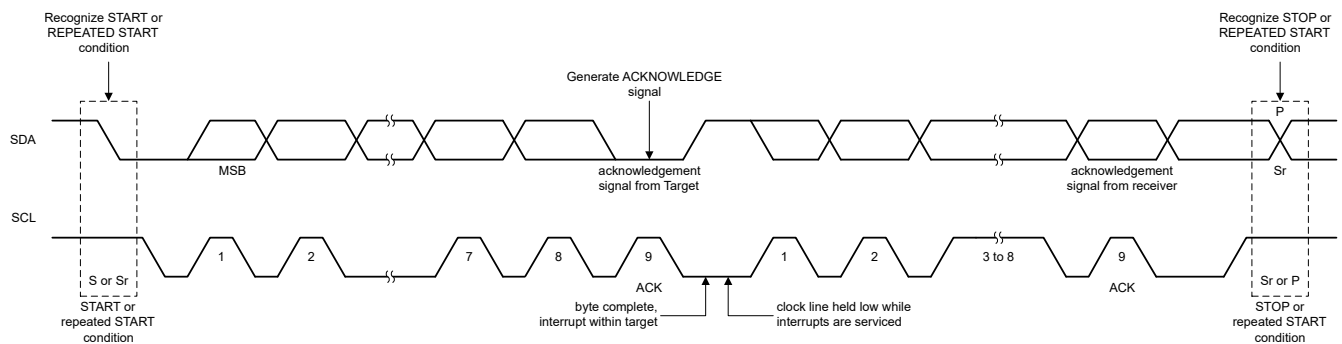 Recognize START or
REPEATED START
condition
Recognize STOP or
REPEATED START
condition
Generate ACKNOWLEDGE
signal
P
SDA
MSB
acknowledgement
signal from Target
acknowledgement
signal from receiver
Sr
SCL
1
2
7
8
9
1
2
3 to 8
9
S or Sr
ACK
ACK
Sr or P
START or
repeated START
condition
byte complete,
interrupt within target
clock line held low while
interrupts are serviced
STOP or
repeated START
condition